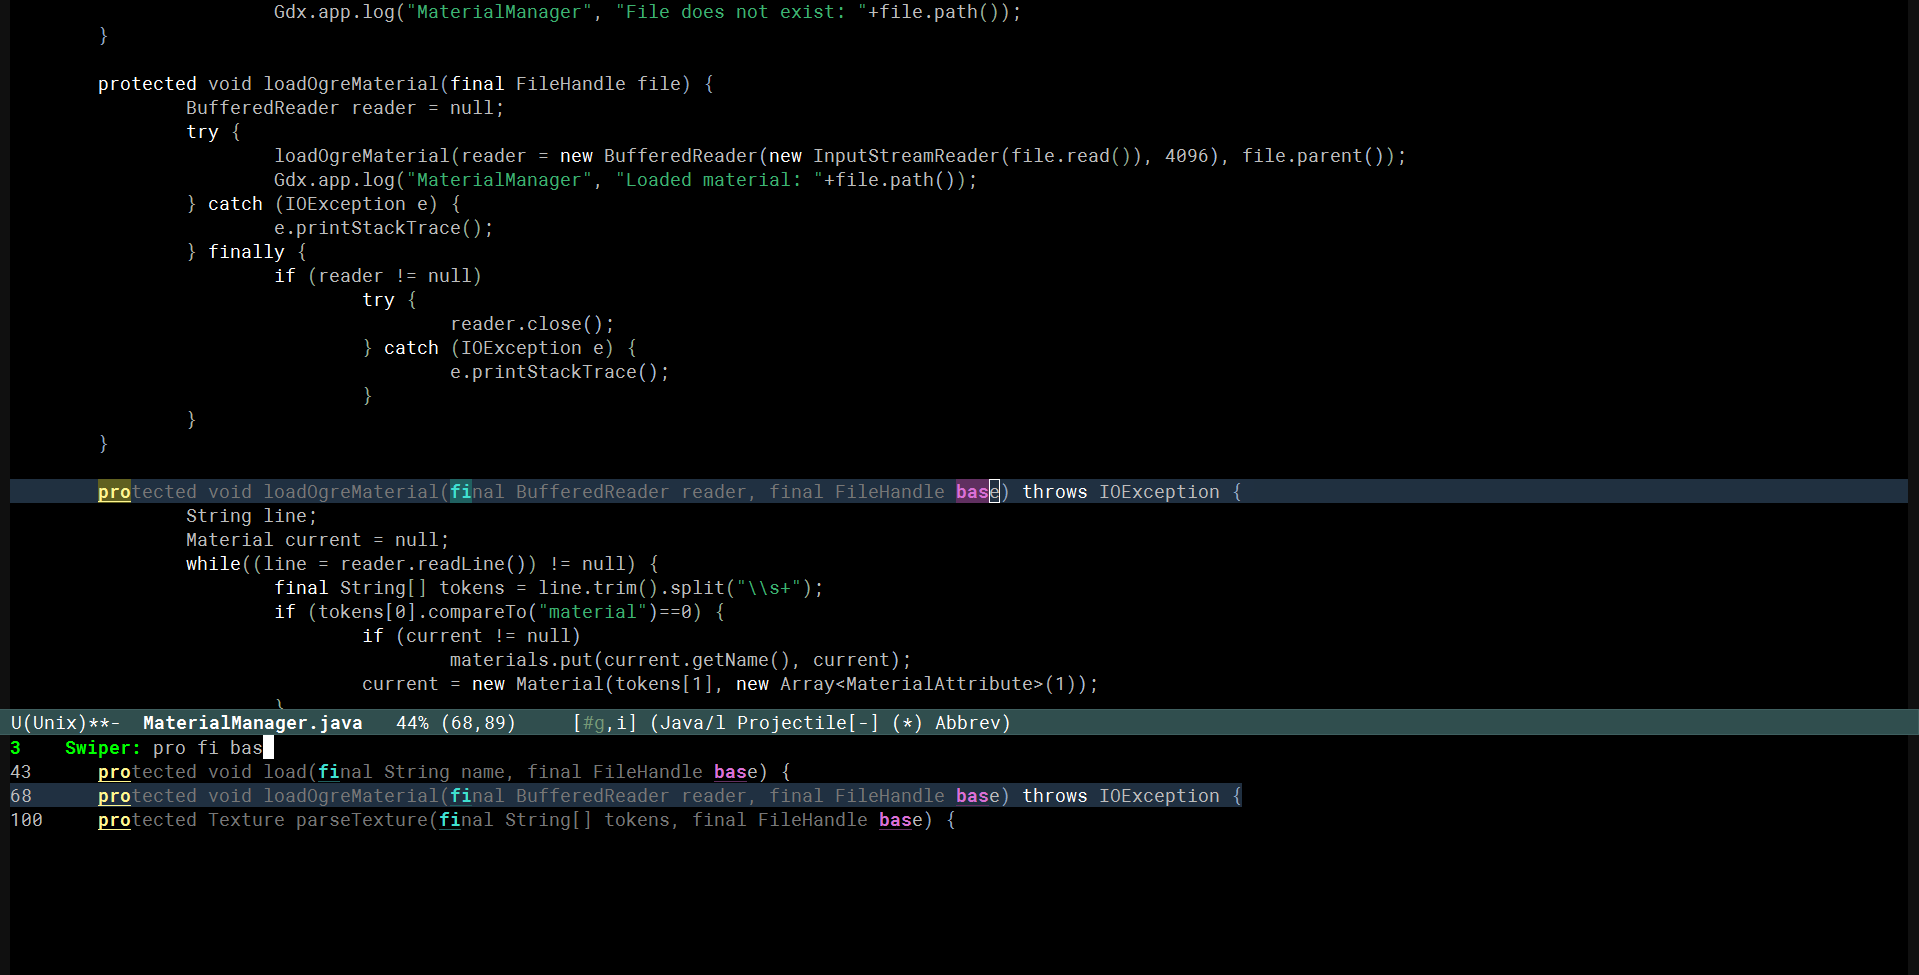 Gdx.app.log("MaterialManager", "File does not exist: "+file.path());
}
protected void loadOgreMaterial(final FileHandle file) {
BufferedReader reader = null;
try {
loadOgreMaterial(reader = new BufferedReader(new InputStreamReader(file.read()), 4096), file.parent());
Gdx.app.log("MaterialManager", "Loaded material: "+file.path());
} catch (IOException e) {
e.printStackTrace();
} finally {
if (reader != null)
try {
reader.close();
} catch (IOException e) {
e.printStackTrace();
}
}
}
protected void loadOgreMaterial(final BufferedReader reader, final FileHandle base) throws IOException {
String line;
Material current = null;
while((line = reader.readLine()) != null) {
final String[] tokens = line.trim().split("\\s+");
if (tokens[0].compareTo("material")==0) {
if (current != null)
materials.put(current.getName(), current);
current = new Material(tokens[1], new Array<MaterialAttribute>(1));
}
U(Unix)**-  MaterialManager.java   44% (68,89)     [#g,i] (Java/l Projectile[-] (*) Abbrev)
3    Swiper: pro fi bas
43      protected void load(final String name, final FileHandle base) {
68      protected void loadOgreMaterial(final BufferedReader reader, final FileHandle base) throws IOException {
100     protected Texture parseTexture(final String[] tokens, final FileHandle base) {